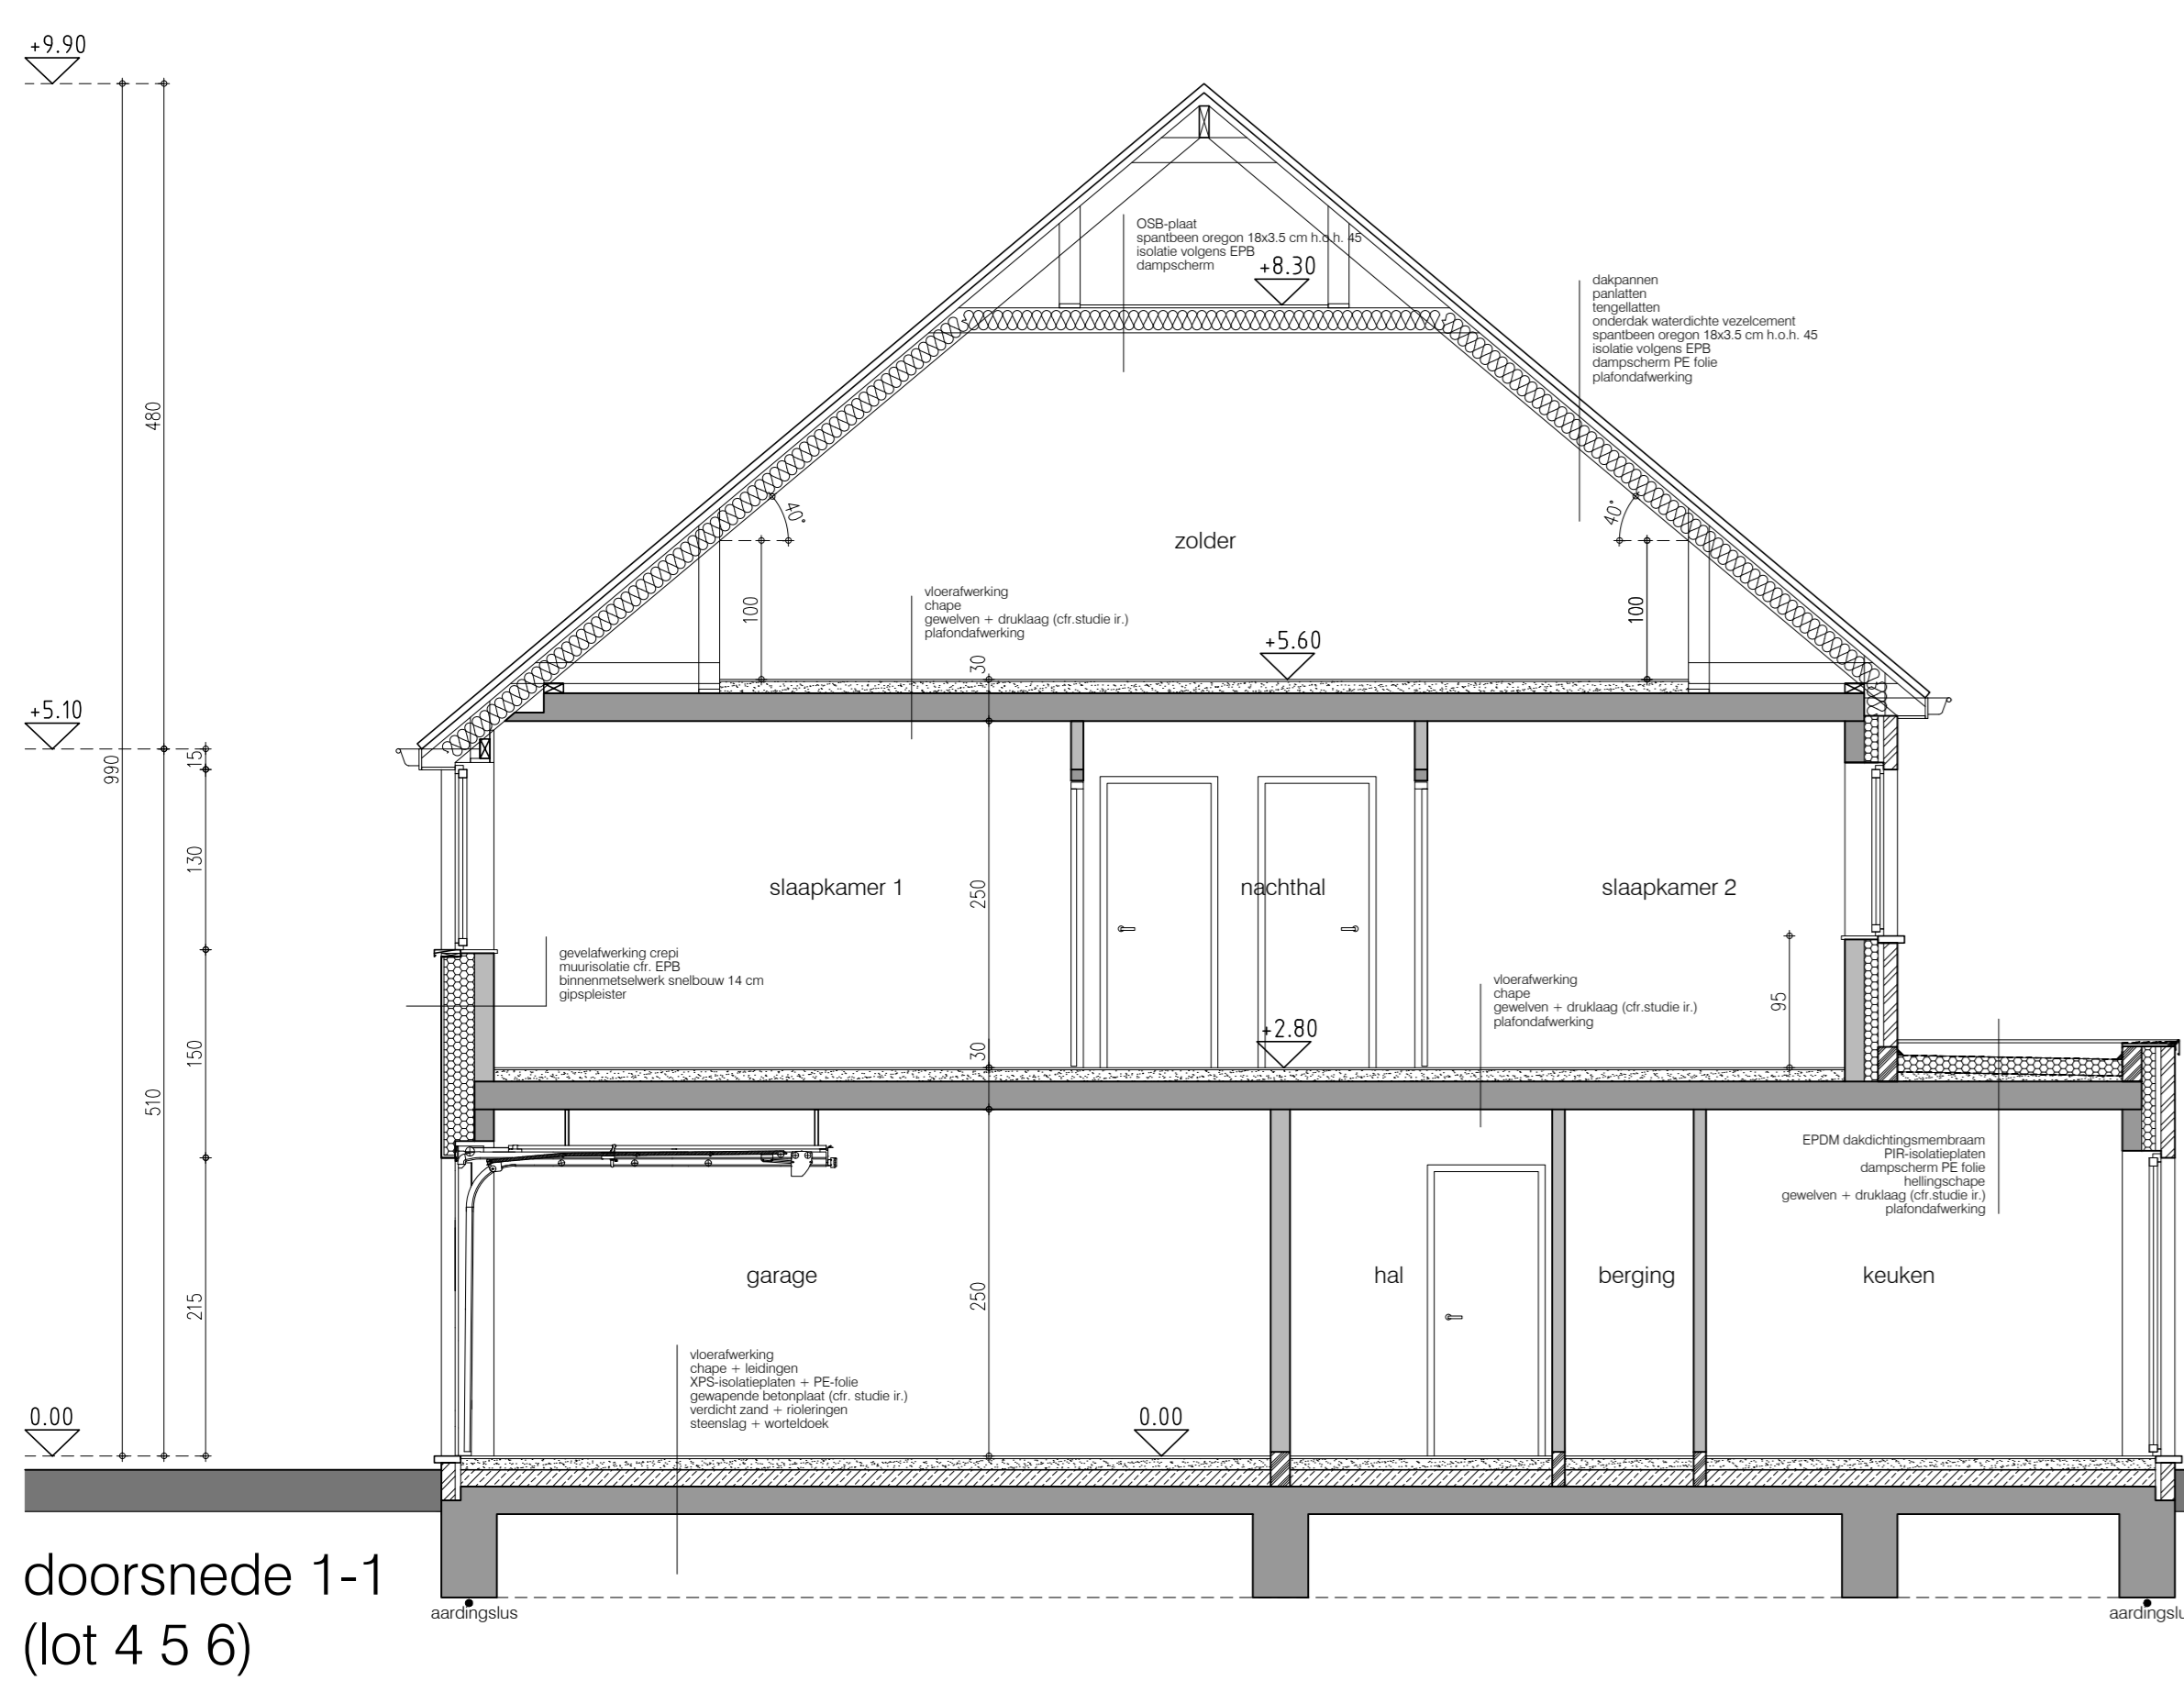 +9.90
OSB-plaat
spantbeen oregon 18x3.5 cm h.o.h. 45
isolatie volgens EPB
dampscherm
+8.30
dakpannen
panlatten
tengellatten
onderdak waterdichte vezelcement
spantbeen oregon 18x3.5 cm h.o.h. 45
isolatie volgens EPB
dampscherm PE folie
plafondafwerking
480
40°
40°
zolder
100
100
vloerafwerking
chape
gewelven + druklaag (cfr.studie ir.)
plafondafwerking
30
+5.60
+5.10
990
15
130
slaapkamer 1
250
nachthal
slaapkamer 2
gevelafwerking crepi
muurisolatie cfr. EPB
binnenmetselwerk snelbouw 14 cm
gipspleister
vloerafwerking
chape
gewelven + druklaag (cfr.studie ir.)
plafondafwerking
95
150
30
+2.80
510
EPDM dakdichtingsmembraam
PIR-isolatieplaten
dampscherm PE folie
hellingschape
gewelven + druklaag (cfr.studie ir.)
plafondafwerking
215
garage
250
hal
berging
keuken
vloerafwerking
chape + leidingen
XPS-isolatieplaten + PE-folie
gewapende betonplaat (cfr. studie ir.)
verdicht zand + rioleringen
steenslag + worteldoek
0.00
0.00
doorsnede 1-1
(lot 4 5 6)
aardingslus
aardingslu